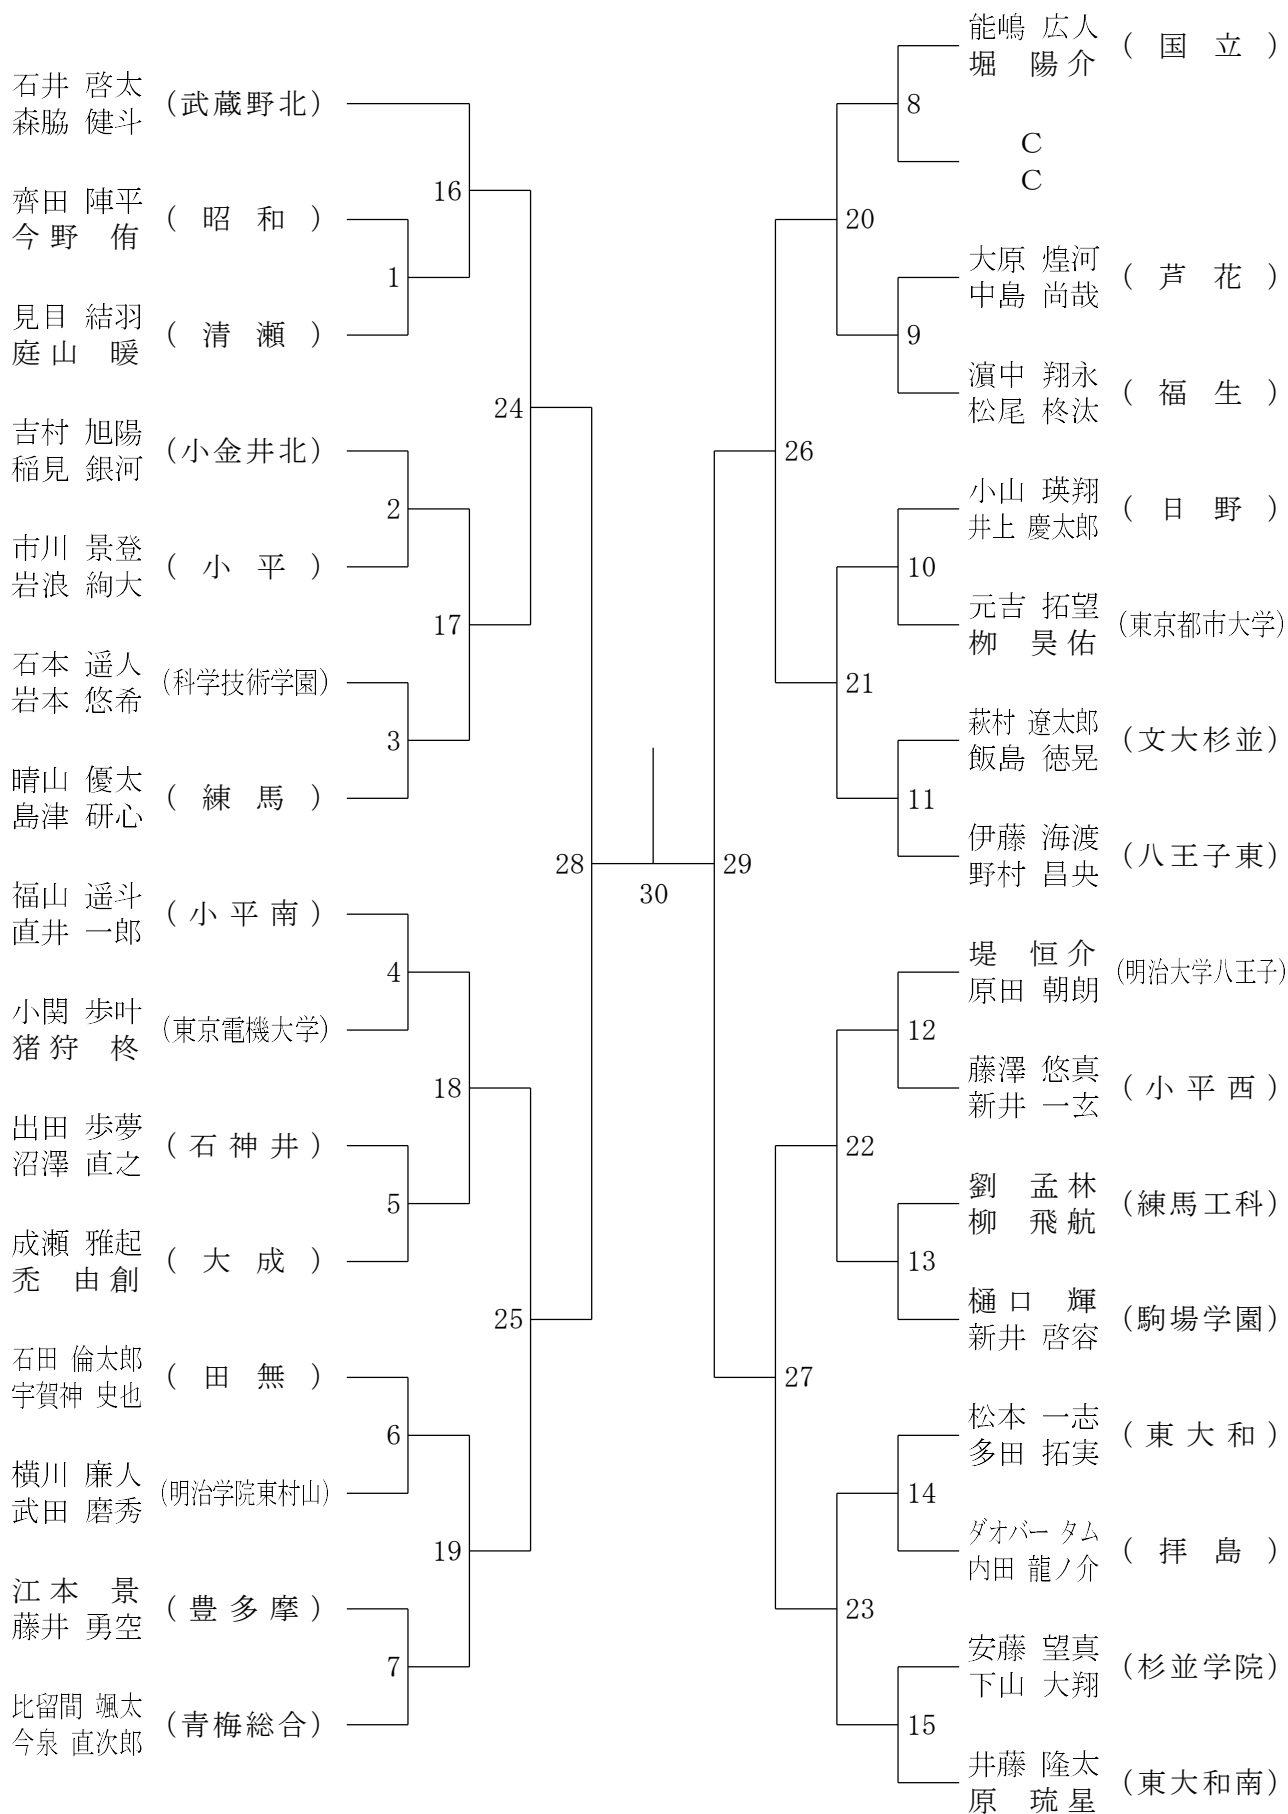 石井 啓太
森脇 健斗
(武蔵野北)
齊田 陣平
今野 侑
(昭和)
見目 結羽
庭山 暖
(清瀬)
吉村 旭陽
稲見 銀河
(小金井北)
市川 景登
岩浪 絢大
(小平)
石本 遥人
岩本 悠希
(科学技術学園)
晴山 優太
島津 研心
(練馬)
福山 遥斗
直井 一郎
(小平南)
小関 歩叶
猪狩 柊
(東京電機大学)
出田 歩夢
沼澤 直之
(石神井)
成瀬 雅起
禿 由創
(大成)
石田 倫太郎
宇賀神 史也
(田無)
横川 廉人
武田 磨秀
(明治学院東村山)
江本 景
藤井 勇空
(豊多摩)
比留間 颯太
今泉 直次郎
(青梅総合)
1
2
3
4
5
6
7
16
17
18
19
24
25
28
30
29
26
27
20
21
22
23
8
9
10
11
12
13
14
15
能嶋 広人
堀 陽介
(国立)
C
C
大原 煌河
中島 尚哉
(芦花)
濵中 翔永
松尾 柊汰
(福生)
小山 瑛翔
井上 慶太郎
(日野)
元吉 拓望
栁 昊佑
(東京都市大学)
萩村 遼太郎
飯島 徳晃
(文大杉並)
伊藤 海渡
野村 昌央
(八王子東)
堤 恒介
原田 朝朗
(明治大学八王子)
藤澤 悠真
新井 一玄
(小平西)
劉 孟林
柳 飛航
(練馬工科)
樋口 輝
新井 啓容
(駒場学園)
松本 一志
多田 拓実
(東大和)
ダオバー タム
内田 龍ノ介
(拝島)
安藤 望真
下山 大翔
(杉並学院)
井藤 隆太
原 琉星
(東大和南)